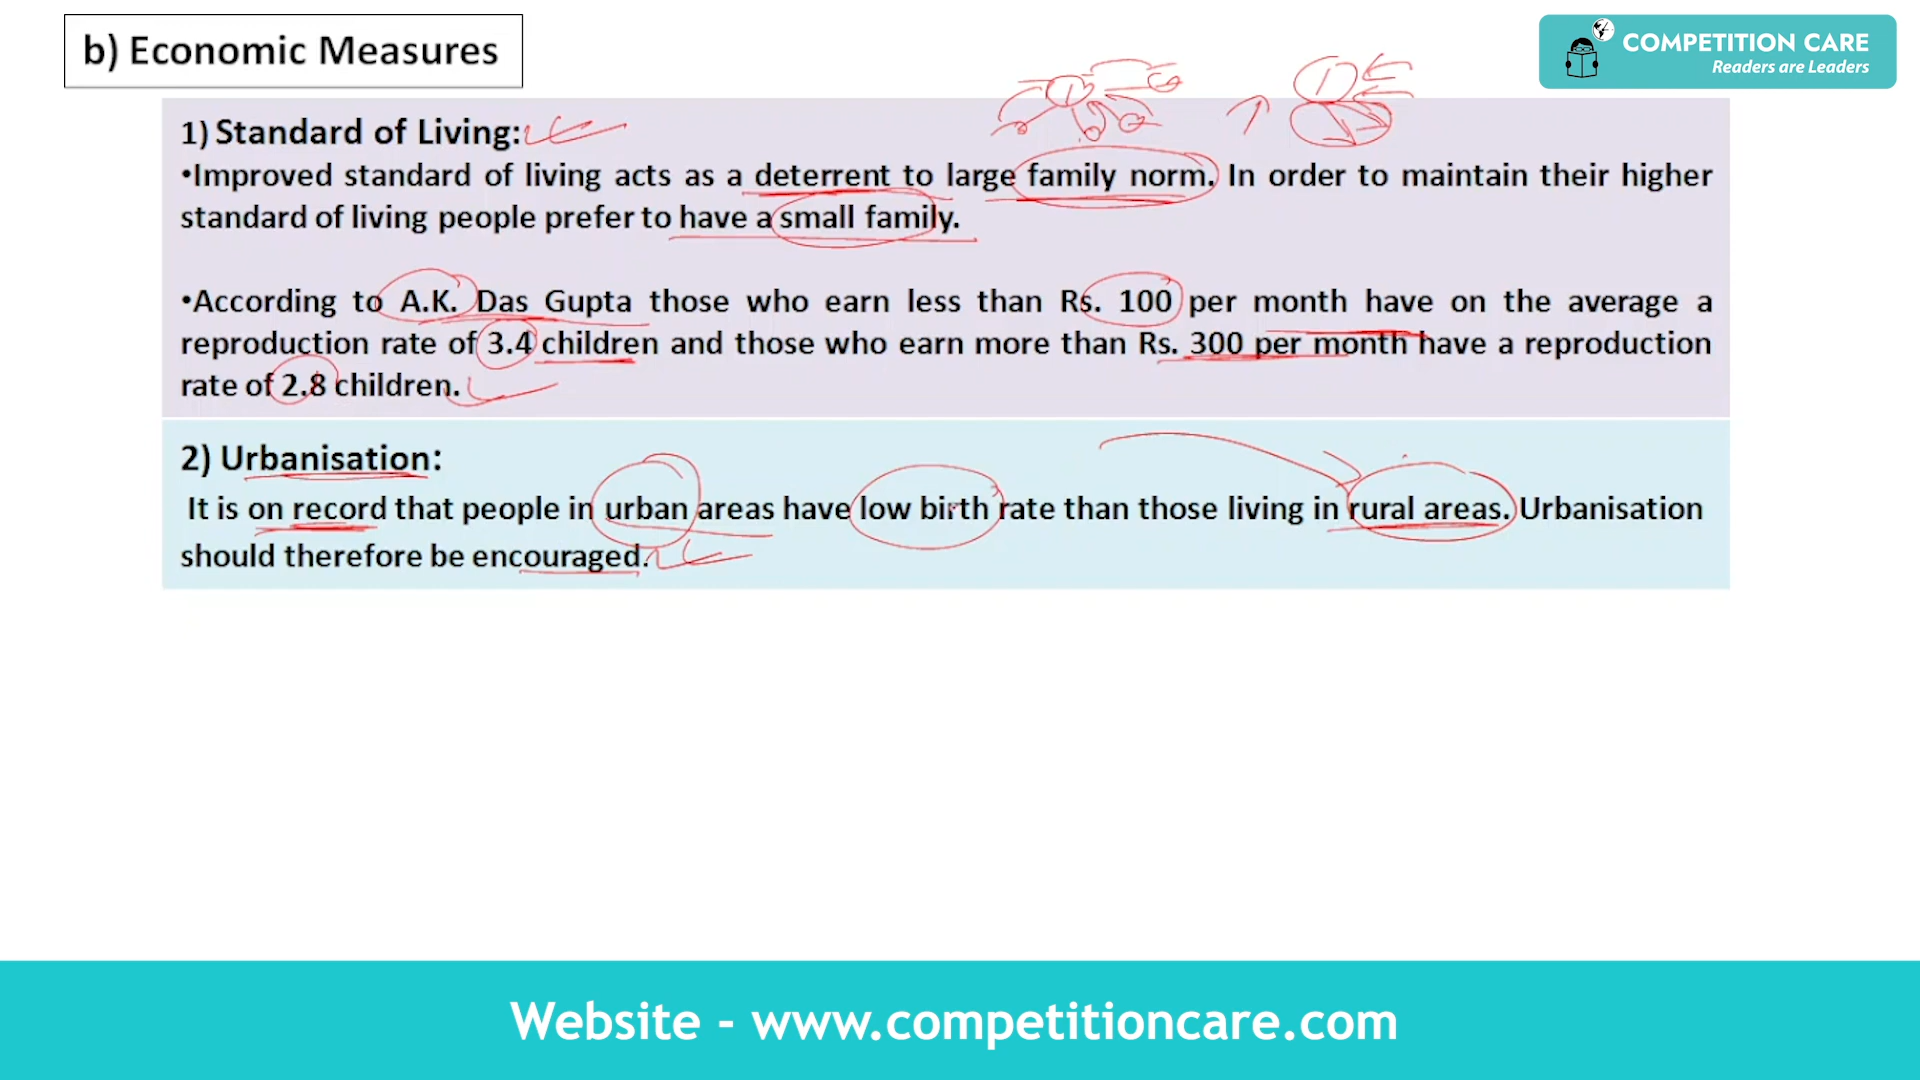 b) Economic Measures
COMPETITION CARE
Readers are Leaders
1) Standard of Living:
•Improved standard of living acts as a deterrent to large family norm. In order to maintain their higher
standard of living people prefer to have a small family.
•According to A.K. Das Gupta those who earn less than Rs. 100 per month have on the average a
reproduction rate of 3.4 children and those who earn more than Rs. 300 per month have a reproduction
rate of 2.8 children.
2) Urbanisation:
It is on record that people in urban areas have low birth rate than those living in rural areas. Urbanisation
should therefore be encouraged.
Website - www.competitioncare.com